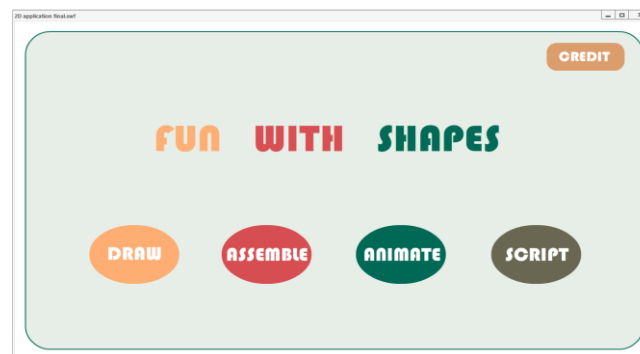 2D application final.swf
CREDIT
FUN WITH SHAPES
DRAW ASSEMBLE ANIMATE SCRIPT